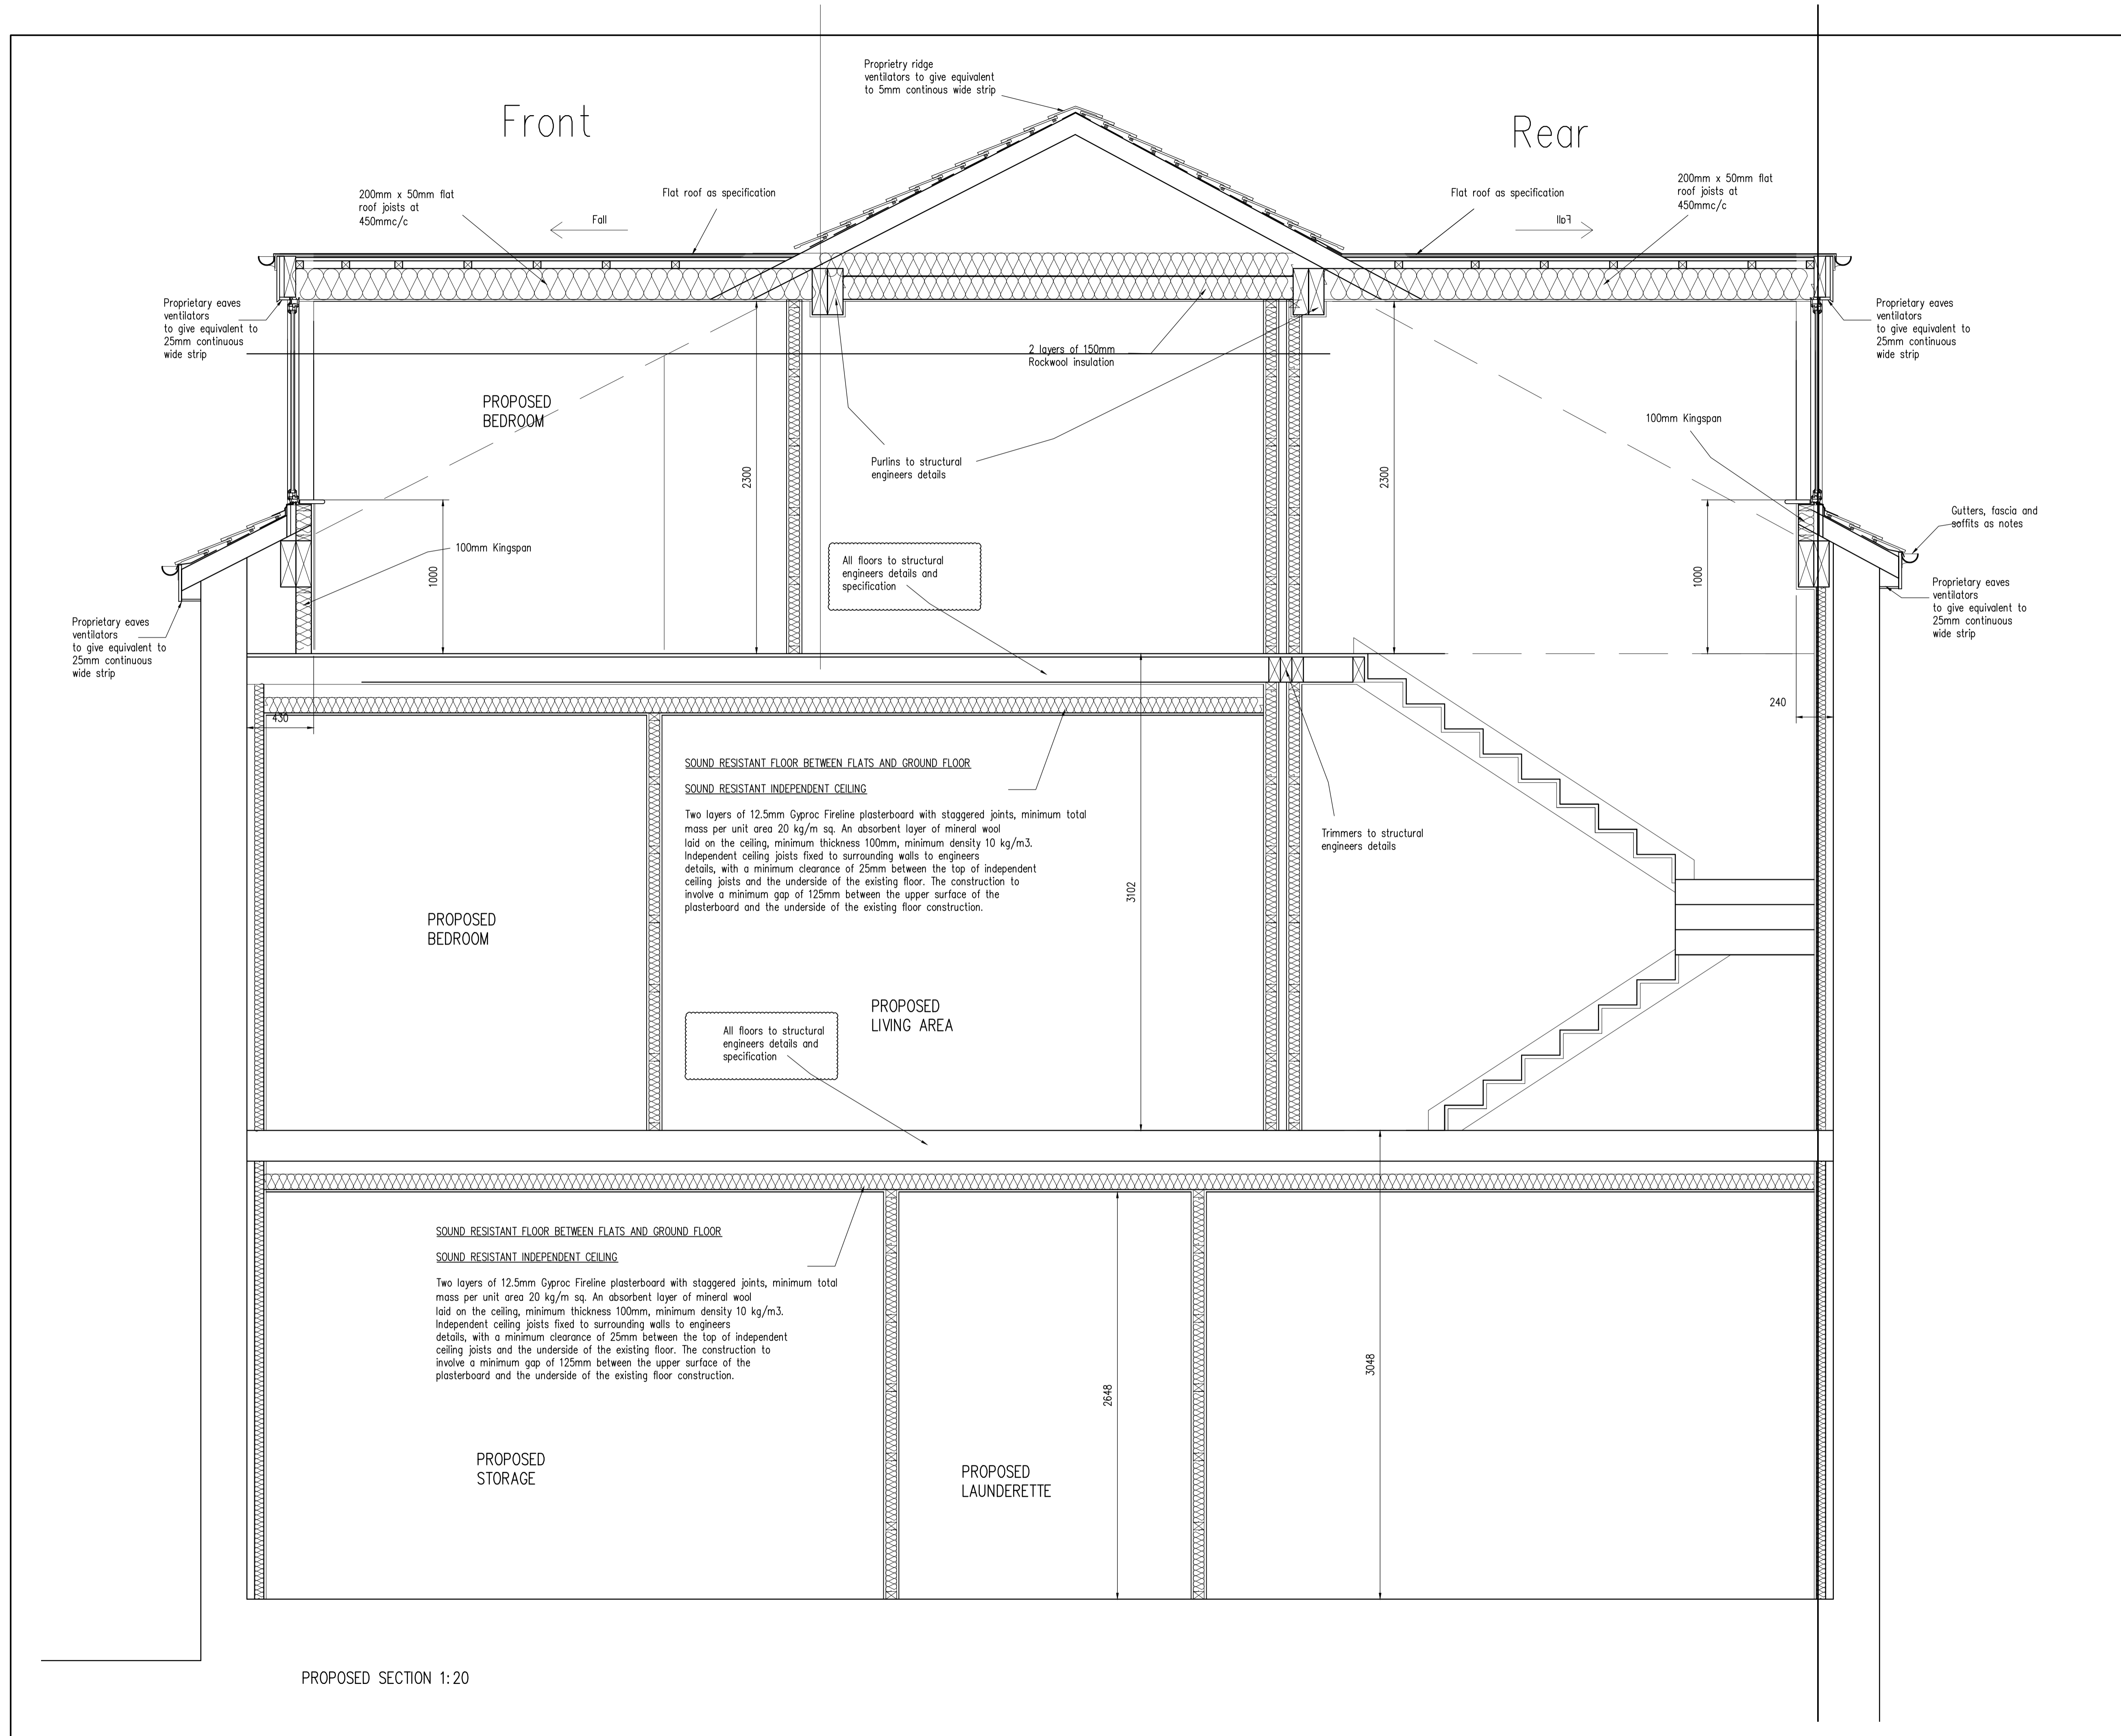 Proprietry ridge
ventilators to give equivalent
to 5mm continous wide strip
Front
Rear
200mm x 50mm flat
roof joists at
450mmc/c
Flat roof as specification
Fall
Flat roof as specification
200mm x 50mm flat
roof joists at
450mmc/c
Fall
Proprietary eaves
ventilators
to give equivalent to
25mm continuous
wide strip
Proprietary eaves
ventilators
to give equivalent to
25mm continuous
wide strip
2 layers of 150mm
Rockwool insulation
PROPOSED
BEDROOM
100mm Kingspan
Purlins to structural
engineers details
2300
2300
Gutters, fascia and
soffits as notes
100mm Kingspan
1000
All floors to structural
engineers details and
specification
1000
Proprietary eaves
ventilators
to give equivalent to
25mm continuous
wide strip
Proprietary eaves
ventilators
to give equivalent to
25mm continuous
wide strip
430
240
SOUND RESISTANT FLOOR BETWEEN FLATS AND GROUND FLOOR
SOUND RESISTANT INDEPENDENT CEILING
Two layers of 12.5mm Gyproc Fireline plasterboard with staggered joints, minimum total
mass per unit area 20 kg/m sq. An absorbent layer of mineral wool
laid on the ceiling, minimum thickness 100mm, minimum density 10 kg/m3.
Independent ceiling joists fixed to surrounding walls to engineers
details, with a minimum clearance of 25mm between the top of independent
ceiling joists and the underside of the existing floor. The construction to
involve a minimum gap of 125mm between the upper surface of the
plasterboard and the underside of the existing floor construction.
Trimmers to structural
engineers details
3102
PROPOSED
BEDROOM
PROPOSED
LIVING AREA
All floors to structural
engineers details and
specification
SOUND RESISTANT FLOOR BETWEEN FLATS AND GROUND FLOOR
SOUND RESISTANT INDEPENDENT CEILING
Two layers of 12.5mm Gyproc Fireline plasterboard with staggered joints, minimum total
mass per unit area 20 kg/m sq. An absorbent layer of mineral wool
laid on the ceiling, minimum thickness 100mm, minimum density 10 kg/m3.
Independent ceiling joists fixed to surrounding walls to engineers
details, with a minimum clearance of 25mm between the top of independent
ceiling joists and the underside of the existing floor. The construction to
involve a minimum gap of 125mm between the upper surface of the
plasterboard and the underside of the existing floor construction.
3048
2648
PROPOSED
STORAGE
PROPOSED
LAUNDERETTE
PROPOSED SECTION 1:20